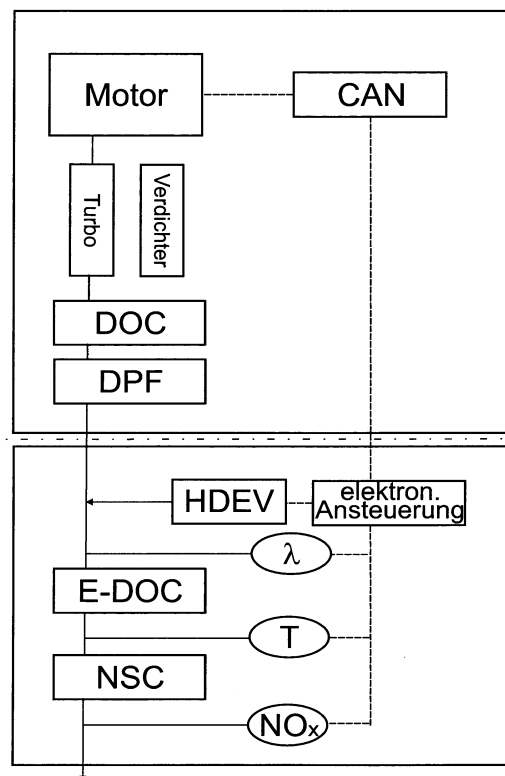 Motor
CAN
Turbo
Verdichter
DOC
DPF
HDEV
elektron.
Ansteuerung
λ
E-DOC
T
NSC
NOx